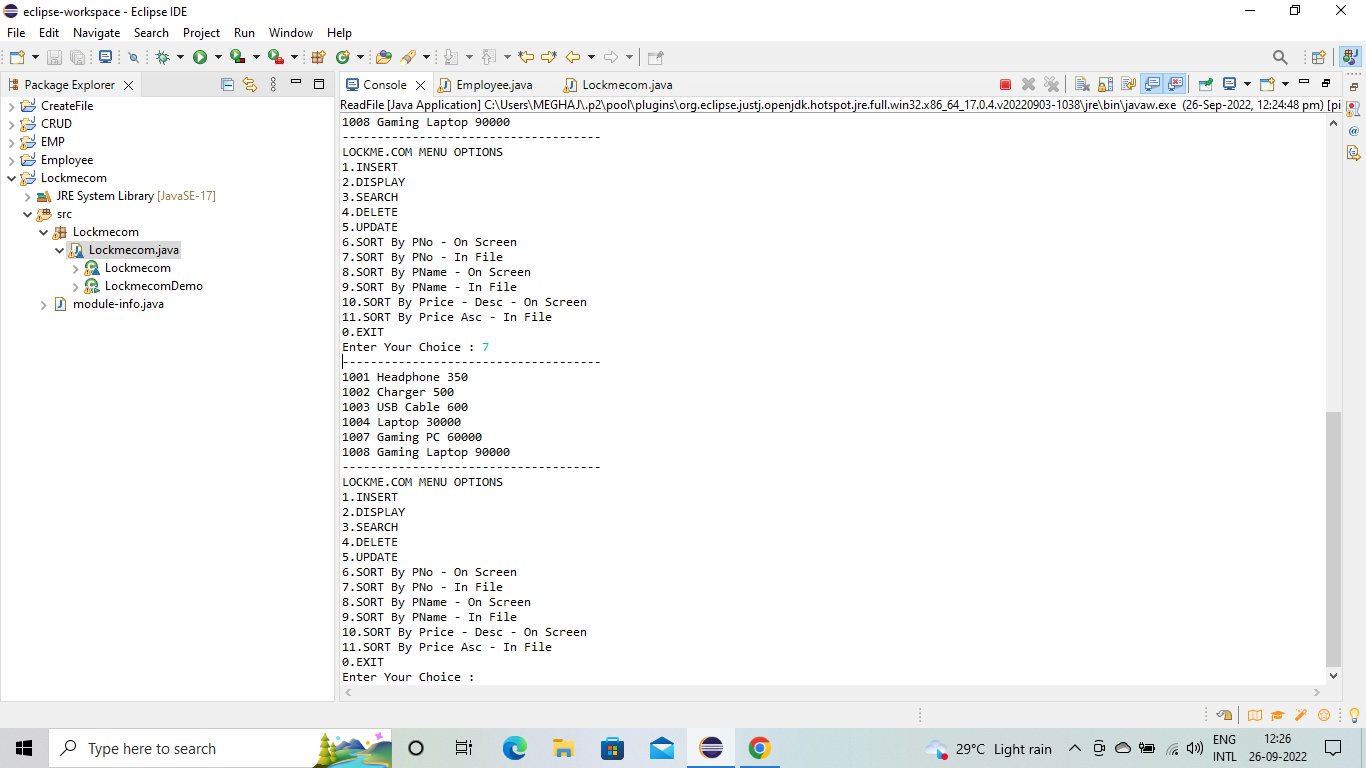 eclipse-workspace - Eclipse IDE
File Edit Navigate Search Project Run Window Help
Package Explorer
CreateFile
CRUD
EMP
Employee
Lockmecom
JRE System Library [JavaSE-17]
src
Lockmecom
Lockmecom.java
Lockmecom
LockmecomDemo
module-info.java
Console Employee.java Lockmecom.java
ReadFile [Java Application] C:\Users\MEGHAJ\.p2\pool\plugins\org.eclipse.justj.openjdk.hotspot.jre.full.win32.x86_64_17.0.4.v20220903-1038\jre\bin\javaw.exe (26-Sep-2022, 12:24:48 pm) [pi
1008 Gaming Laptop 90000
-------------------------------------
LOCKME.COM MENU OPTIONS
1.INSERT
2.DISPLAY
3.SEARCH
4.DELETE
5.UPDATE
6.SORT By PNo - On Screen
7.SORT By PNo - In File
8.SORT By PName - On Screen
9.SORT By PName - In File
10.SORT By Price - Desc - On Screen
11.SORT By Price Asc - In File
0.EXIT
Enter Your Choice : 7
-------------------------------------
1001 Headphone 350
1002 Charger 500
1003 USB Cable 600
1004 Laptop 30000
1007 Gaming PC 60000
1008 Gaming Laptop 90000
-------------------------------------
LOCKME.COM MENU OPTIONS
1.INSERT
2.DISPLAY
3.SEARCH
4.DELETE
5.UPDATE
6.SORT By PNo - On Screen
7.SORT By PNo - In File
8.SORT By PName - On Screen
9.SORT By PName - In File
10.SORT By Price - Desc - On Screen
11.SORT By Price Asc - In File
0.EXIT
Enter Your Choice :
Type here to search
29°C Light rain
ENG
INTL
12:26
26-09-2022